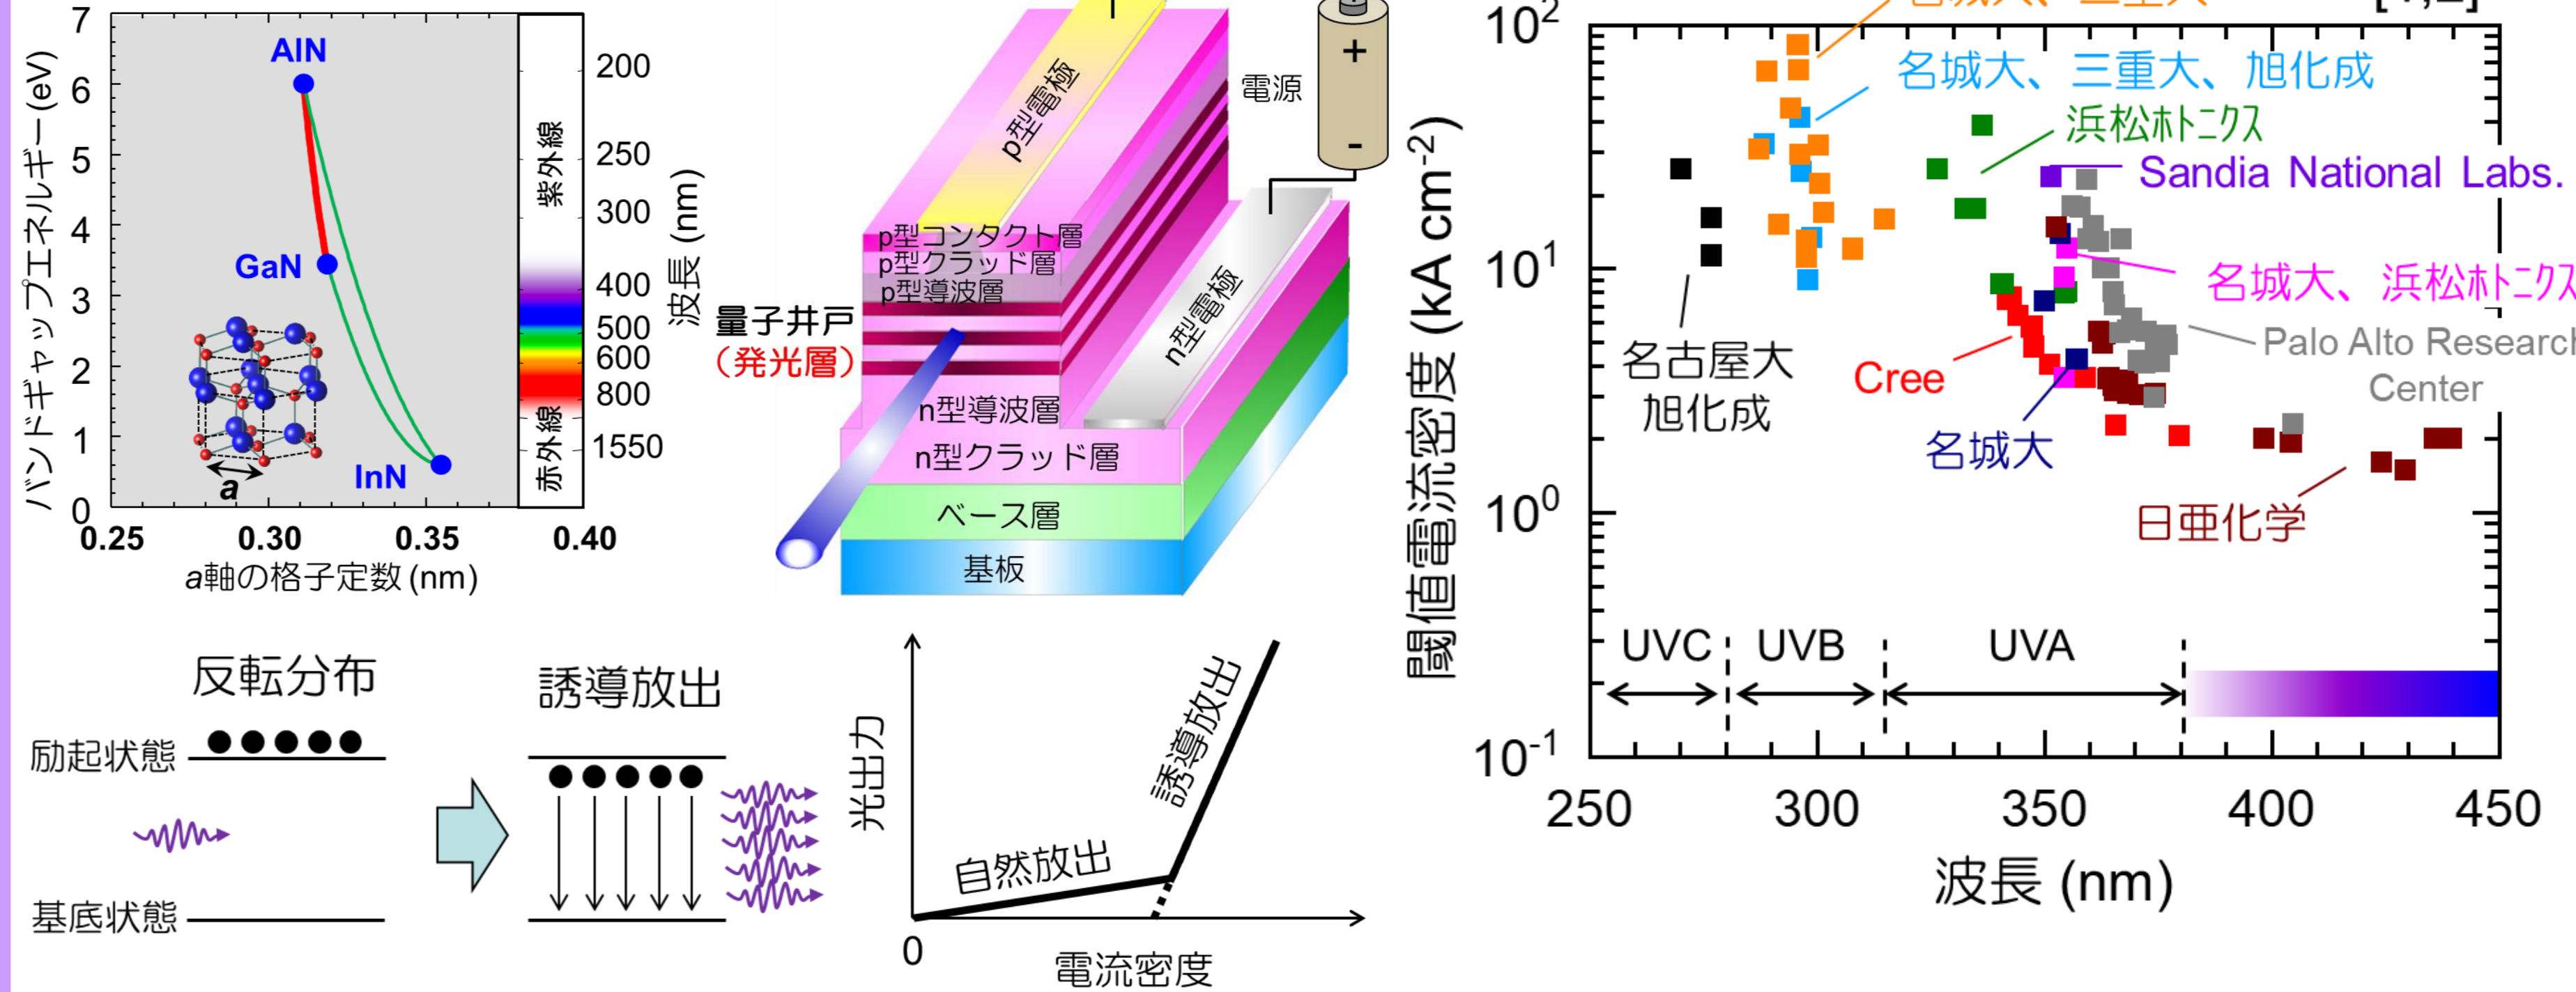 バンドギャップエネルギー (eV)
7
6
5
4
3
2
1
0
AlN
GaN
InN
a
0.25
0.30
0.35
0.40
a軸の格子定数 (nm)
紫外線
赤外線
200
250
300
400
500
600
800
1550
波長 (nm)
p型電極
電源
+
-
p型コンタクト層
p型クラッド層
p型導波層
量子井戸
(発光層)
n型電極
n型導波層
n型クラッド層
ベース層
基板
反転分布
励起状態
基底状態
誘導放出
光出力
自然放出
誘導放出
0
電流密度
閾値電流密度 (kA cm-2)
102
101
100
10-1
名城大、三重大、旭化成
浜松ホトニクス
Sandia National Labs.
名城大、浜松ホトニクス
Palo Alto Research
Center
名古屋大
旭化成
Cree
名城大
日亜化学
UVC
UVB
UVA
250
300
350
400
450
波長 (nm)